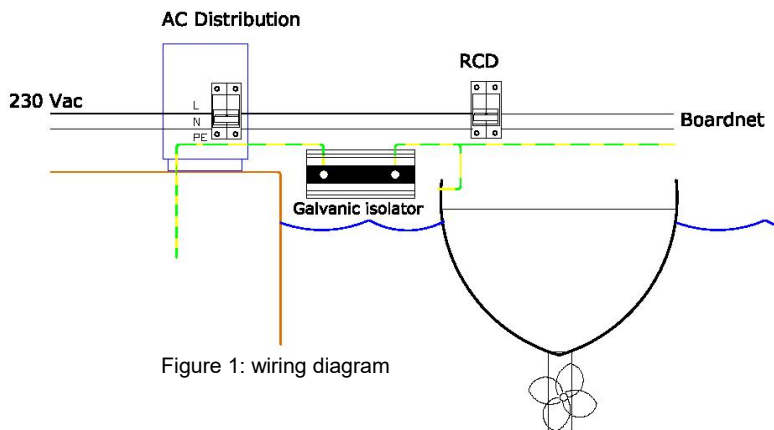 AC Distribution
RCD
230 Vac
L
N
PE
Boardnet
Galvanic isolator
Figure 1: wiring diagram